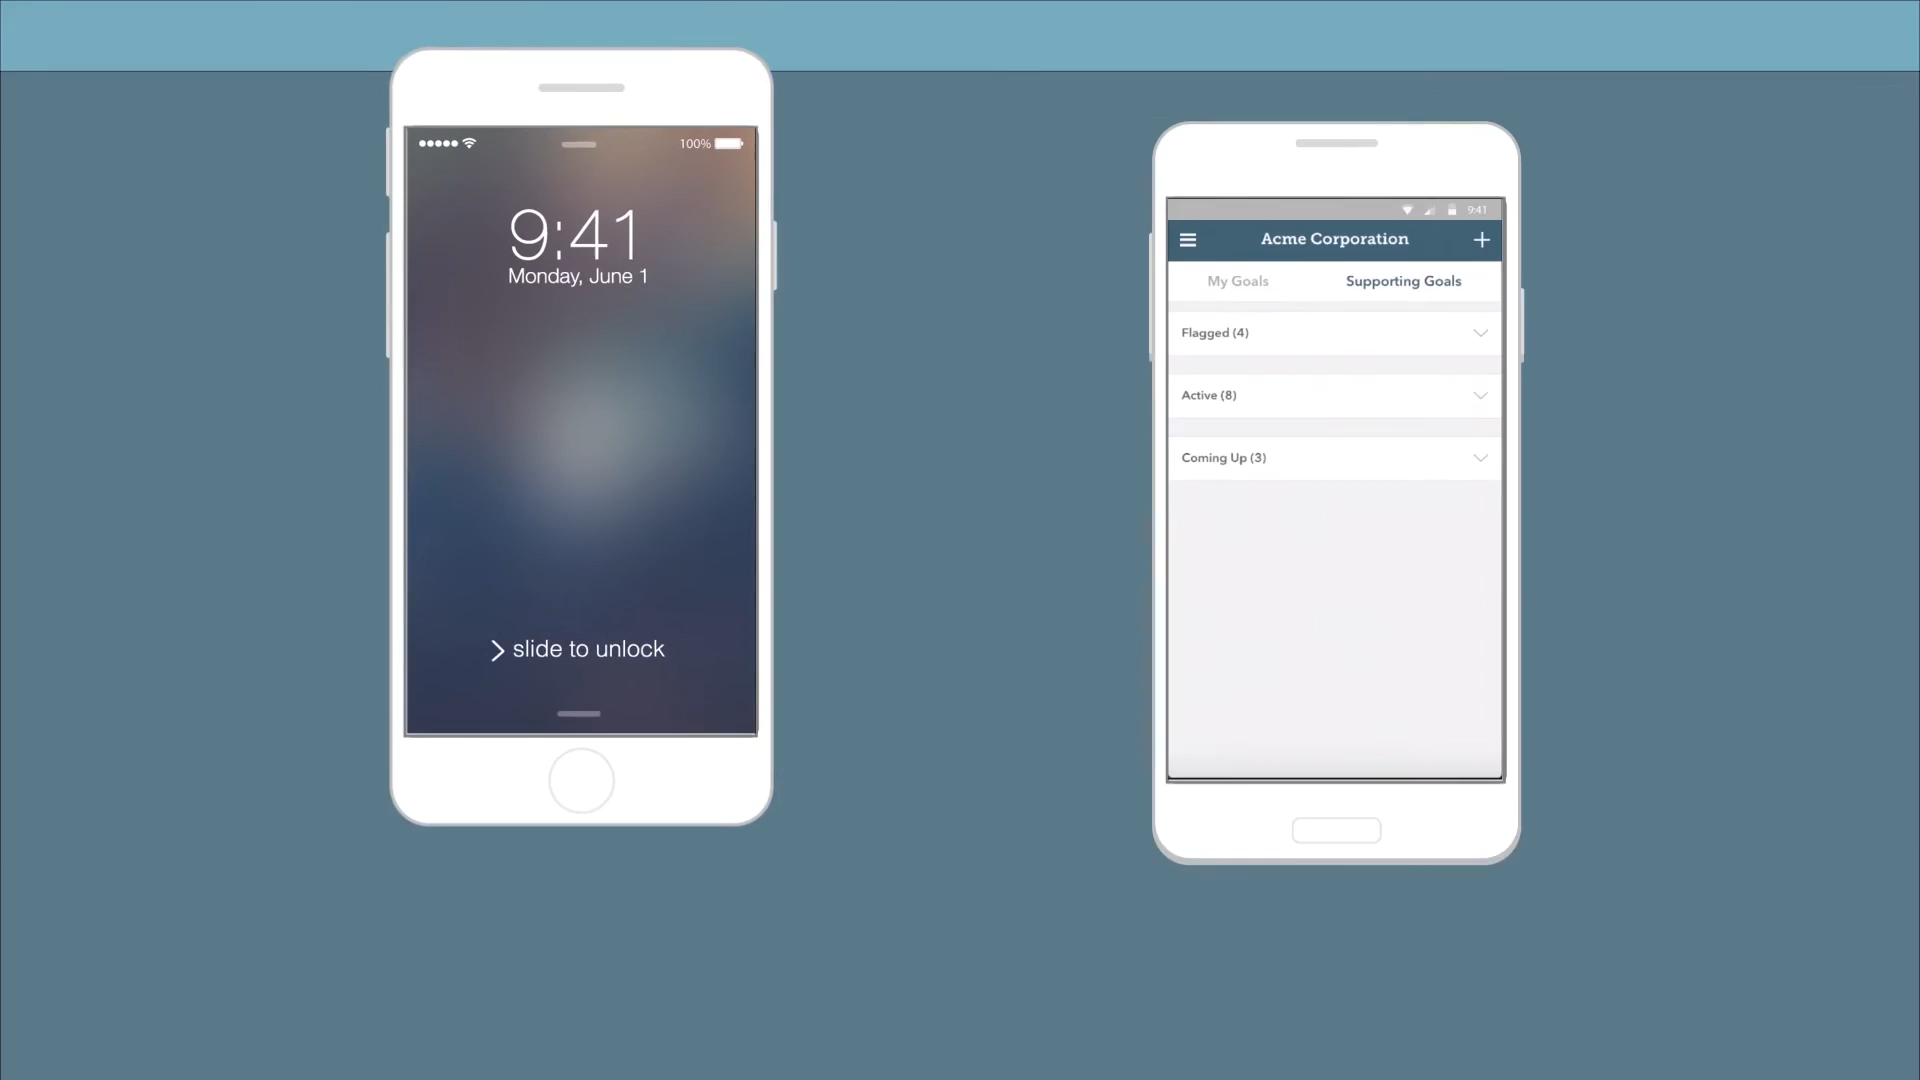 100%
9:41
Monday, June 1
slide to unlock
9:41
Acme Corporation
My Goals
Supporting Goals
Flagged (4)
Active (8)
Coming Up (3)